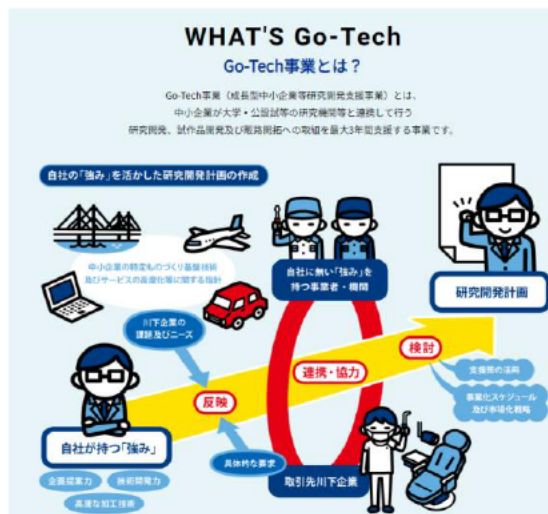 WHAT'S Go-Tech
Go-Tech事業とは？
Go-Tech事業（成長型中小企業等研究開発支援事業）とは、
中小企業が大学・公設試等の研究機関等と連携して行う
研究開発、試作品開発及び販路開拓への取組を最大3年間支援する事業です。
自社の「強み」を活かした研究開発計画の作成
中小企業の特定ものづくり基盤技術
及びサービスの高度化等に関する指針
自社に無い「強み」を
持つ事業者・機関
研究開発計画
川下企業の
課題及びニーズ
検討
連携・協力
支援策の活用
反映
事業化スケジュール
及び市場化戦略
自社が持つ「強み」
具体的な要求
取引先川下企業
企画提案力
技術開発力
高度な加工技術